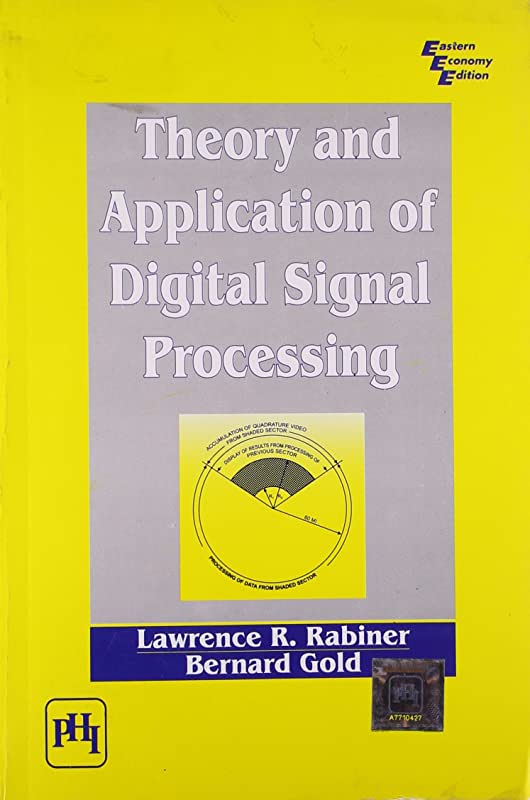 Eastern
Economy
Edition
Theory and
Application of
Digital Signal
Processing
ACCUMULATION OF QUADRATURE VIDEO
FROM SHADED SECTOR
DISPLAY OF RESULTS FROM PROCESSING OF
PREVIOUS SECTOR
60 MI
PROCESSING OF DATA FROM SHADED SECTOR
Lawrence R. Rabiner
Bernard Gold
PHI
A7710427
PHI